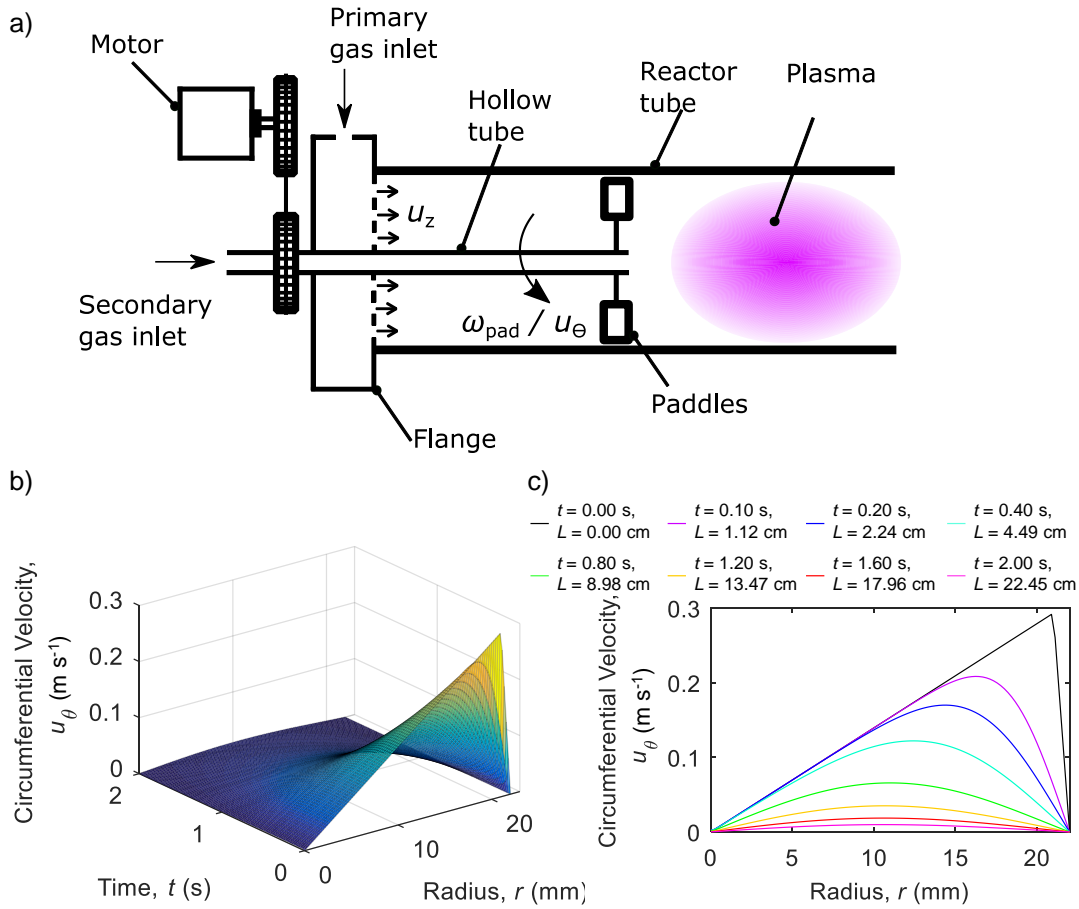 a)
Motor
Primary
gas inlet
Hollow
tube
Reactor
tube
Plasma
u_z
Secondary
gas inlet
ω_pad / u_Θ
Paddles
Flange
b)
Circumferential Velocity,
u_θ (m s⁻¹)
0.3
0.2
0.1
0
2
1
0
0
10
20
Time, t (s)
Radius, r (mm)
c)
t = 0.00 s,
L = 0.00 cm
t = 0.10 s,
L = 1.12 cm
t = 0.20 s,
L = 2.24 cm
t = 0.40 s,
L = 4.49 cm
t = 0.80 s,
L = 8.98 cm
t = 1.20 s,
L = 13.47 cm
t = 1.60 s,
L = 17.96 cm
t = 2.00 s,
L = 22.45 cm
Circumferential Velocity,
u_θ (m s⁻¹)
0.3
0.2
0.1
0
0
5
10
15
20
Radius, r (mm)